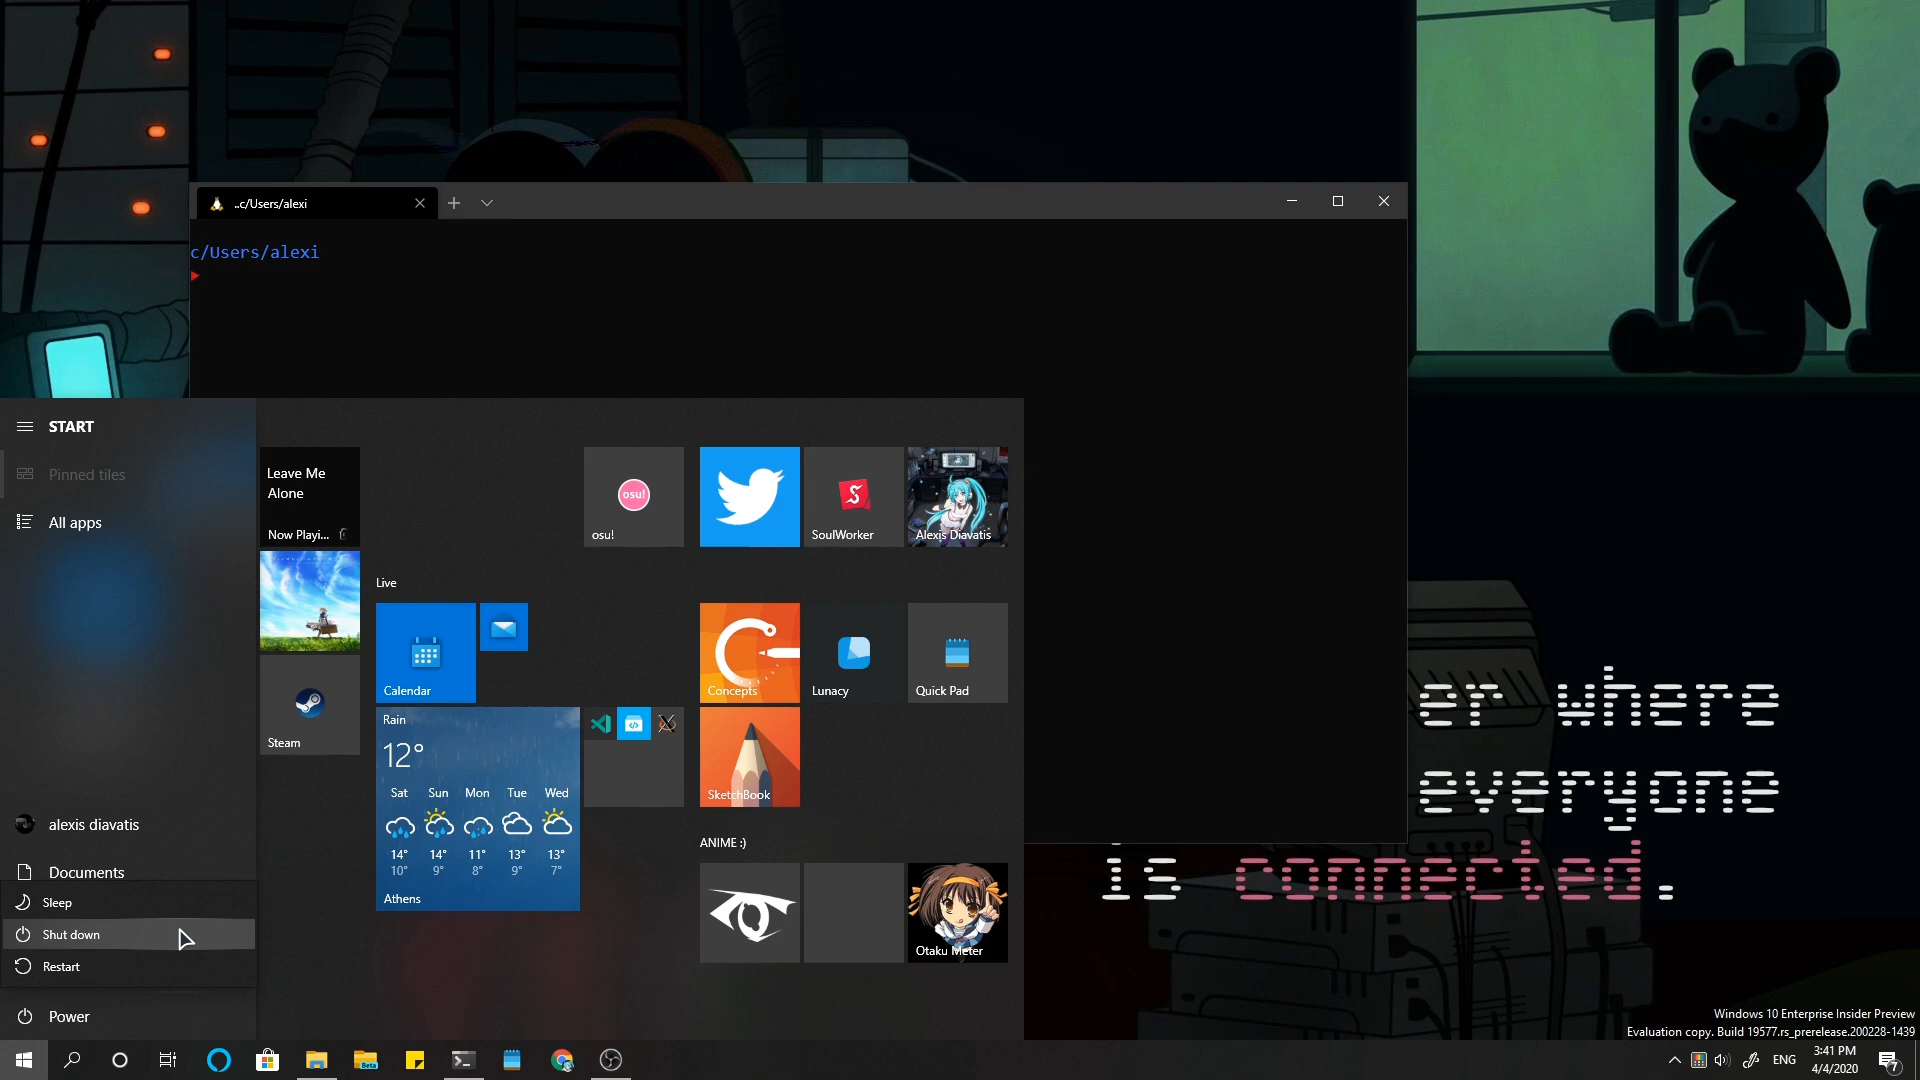 ..c/Users/alexi
c/Users/alexi
START
Pinned tiles
All apps
alexis diavatis
Documents
Sleep
Shut down
Restart
Power
Leave Me
Alone
Now Playi...
Steam
Live
Calendar
Rain
12°
Sat Sun Mon Tue Wed
14° 14° 11° 13° 13°
10° 9° 8° 9° 7°
Athens
osu!
osu!
SoulWorker
Alexis Diavatis
Concepts
Lunacy
Quick Pad
SketchBook
ANIME :)
Otaku Meter
er where
everyone
is connected.
Windows 10 Enterprise Insider Preview
Evaluation copy. Build 19577.rs_prerelease.200228-1439
Beta
ENG
3:41 PM
4/4/2020
7